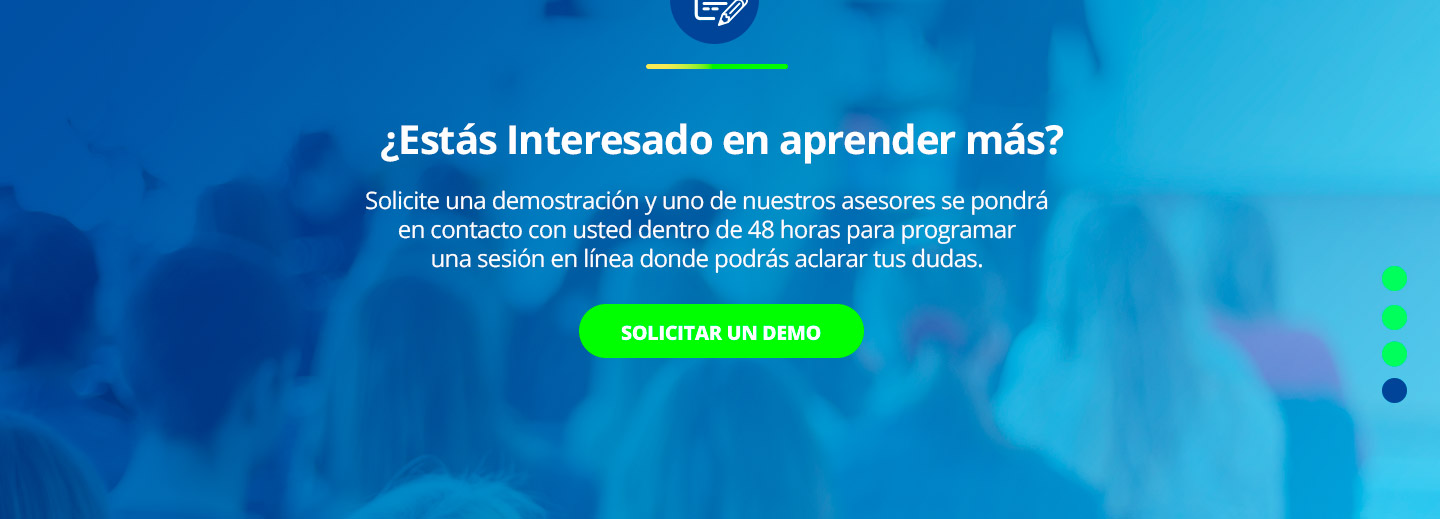 ¿Estás Interesado en aprender más?
Solicite una demostración y uno de nuestros asesores se pondrá
en contacto con usted dentro de 48 horas para programar
una sesión en línea donde podrás aclarar tus dudas.
SOLICITAR UN DEMO